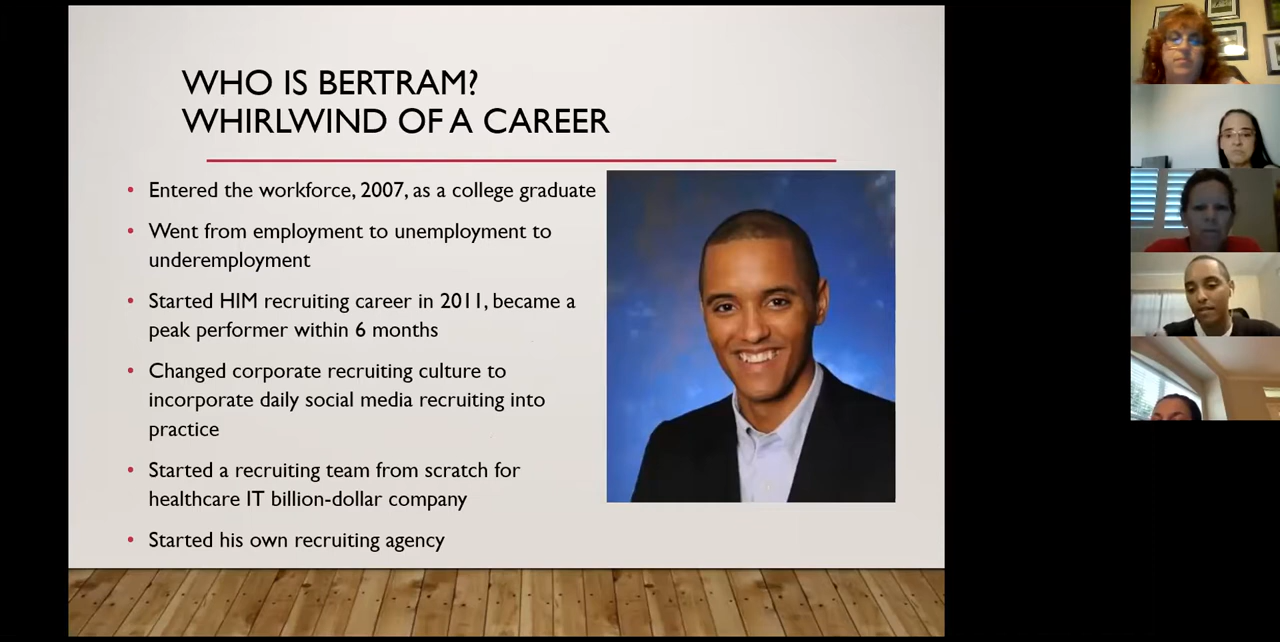 WHO IS BERTRAM?
WHIRLWIND OF A CAREER
• Entered the workforce, 2007, as a college graduate
• Went from employment to unemployment to
underemployment
• Started HIM recruiting career in 2011, became a
peak performer within 6 months
• Changed corporate recruiting culture to
incorporate daily social media recruiting into
practice
• Started a recruiting team from scratch for
healthcare IT billion-dollar company
• Started his own recruiting agency